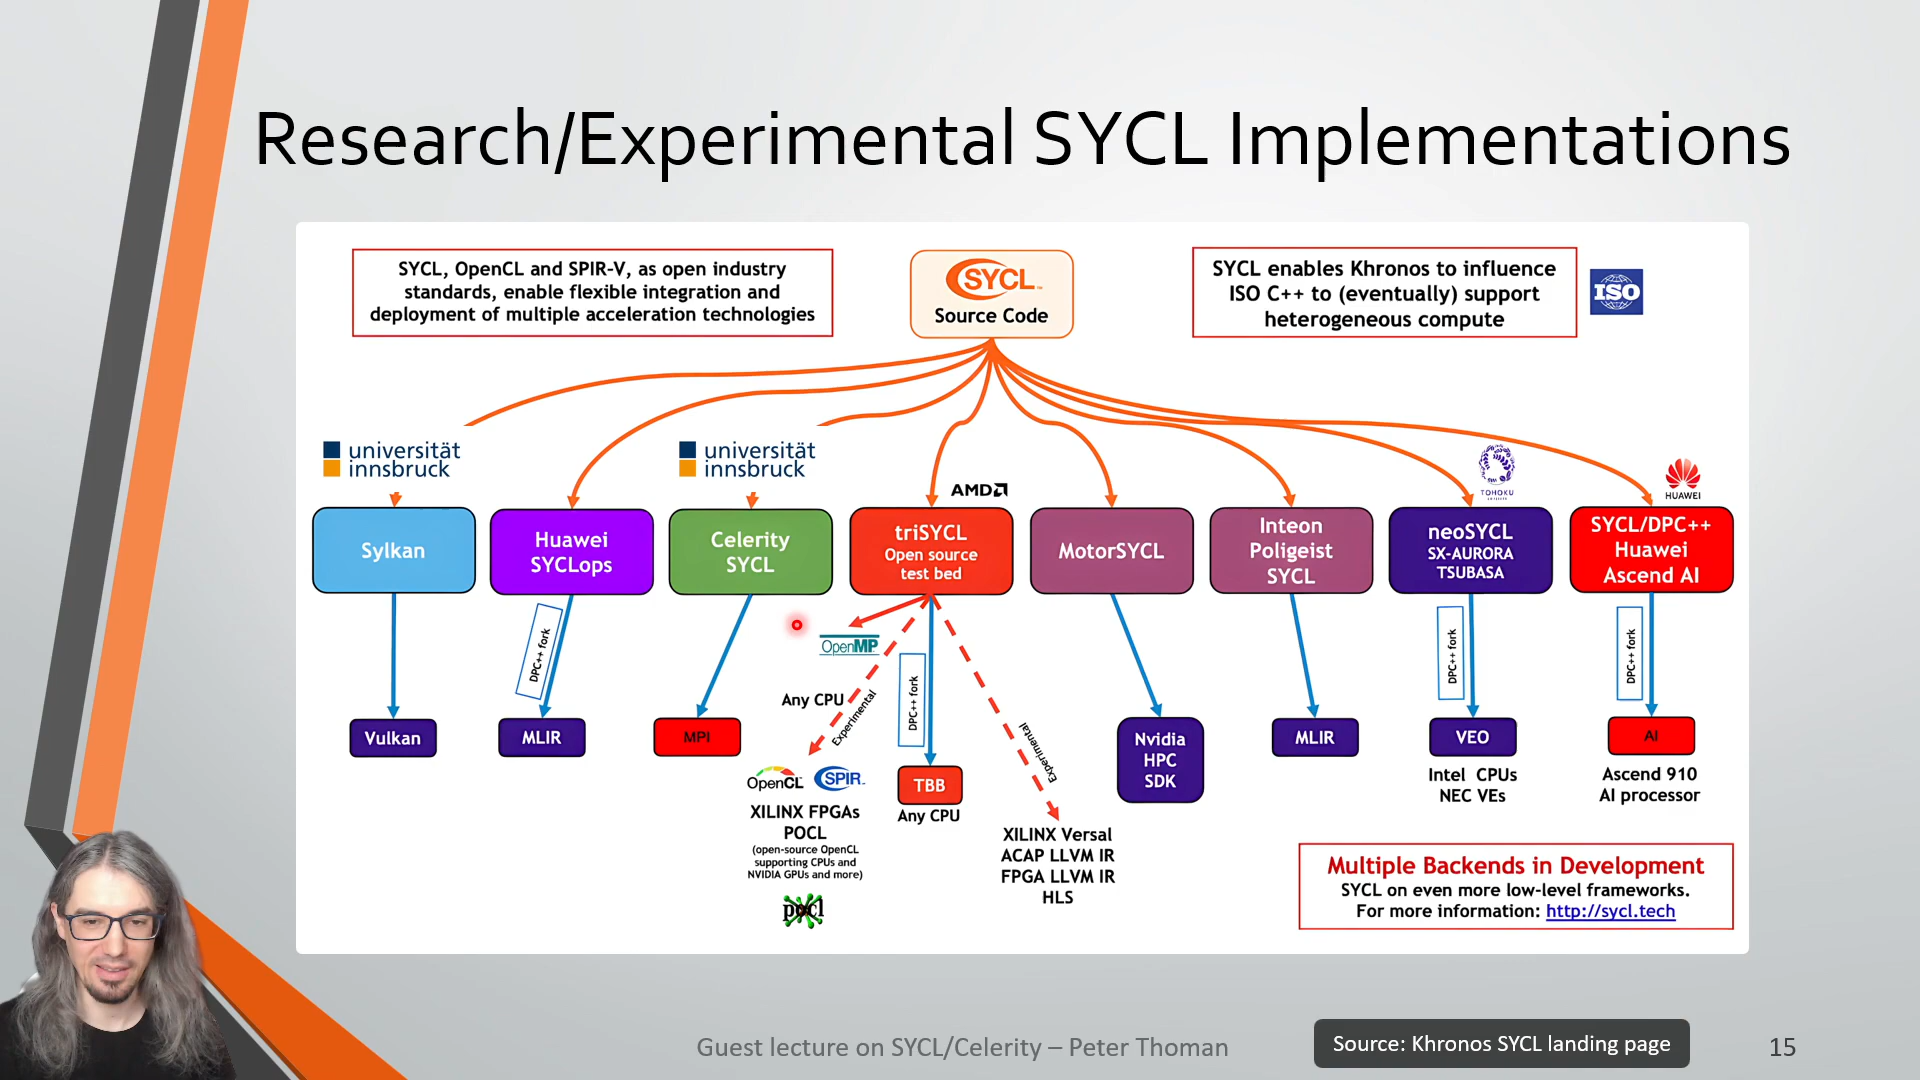 Research/Experimental SYCL Implementations
SYCL, OpenCL and SPIR-V, as open industry
standards, enable flexible integration and
deployment of multiple acceleration technologies
SYCL™
Source Code
SYCL enables Khronos to influence
ISO C++ to (eventually) support
heterogeneous compute
ISO
universität
innsbruck
universität
innsbruck
AMD
TOHOKU
HUAWEI
Sylkan
Huawei
SYCLops
Celerity
SYCL
triSYCL
Open source
test bed
MotorSYCL
Inteon
Poligeist
SYCL
neoSYCL
SX-AURORA
TSUBASA
SYCL/DPC++
Huawei
Ascend AI
DPC++ fork
OpenMP
Any CPU
Experimental
DPC++ fork
Experimental
DPC++ fork
DPC++ fork
Vulkan
MLIR
MPI
OpenCL
SPIR
XILINX FPGAs
POCL
(open-source OpenCL
supporting CPUs and
NVIDIA GPUs and more)
pocl
TBB
Any CPU
XILINX Versal
ACAP LLVM IR
FPGA LLVM IR
HLS
Nvidia
HPC
SDK
MLIR
VEO
Intel CPUs
NEC VEs
AI
Ascend 910
AI processor
Multiple Backends in Development
SYCL on even more low-level frameworks.
For more information: http://sycl.tech
Guest lecture on SYCL/Celerity – Peter Thoman
Source: Khronos SYCL landing page
15